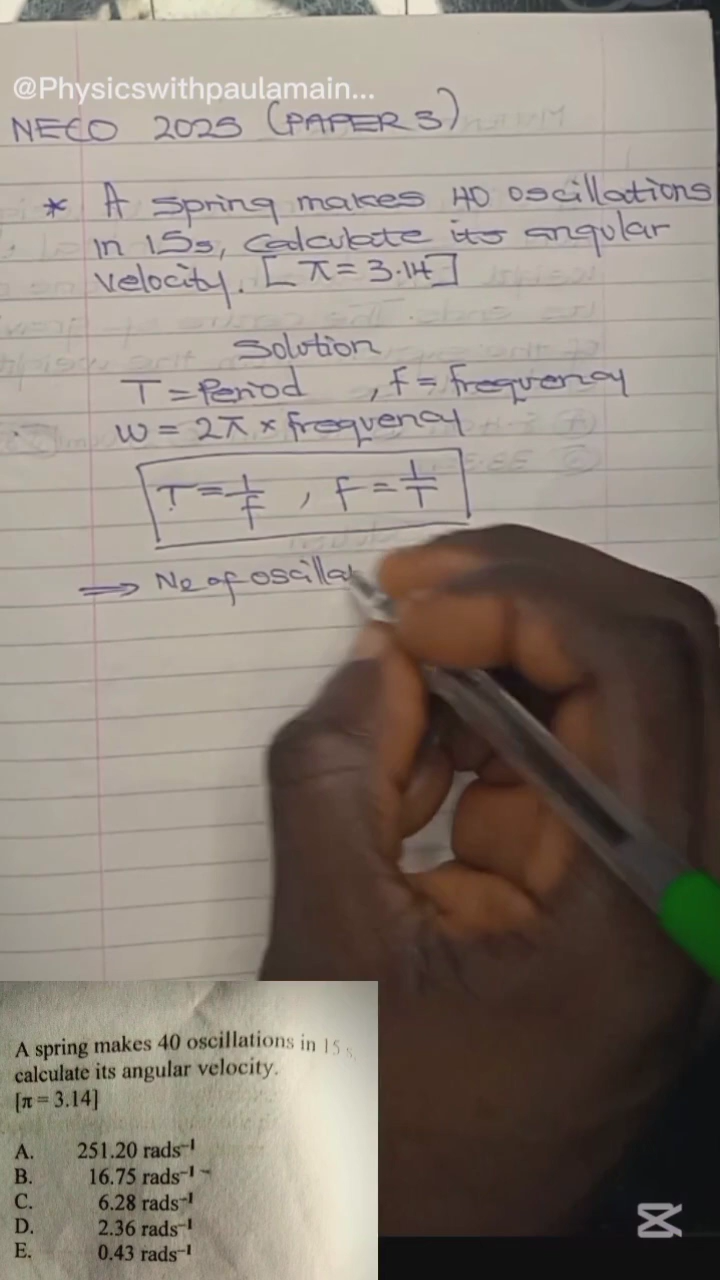 @Physicswithpaulamain...
NECO 2025 (PAPER 3)
* A spring makes 40 oscillations
in 15s, Calculate its angular
velocity. [π = 3.14]
Solution
T = Period , f = frequency
w = 2π × frequency
T = 1/f , f = 1/T
⇒ No of oscillat
A spring makes 40 oscillations in 15 s,
calculate its angular velocity.
[π = 3.14]
A. 251.20 rads⁻¹
B. 16.75 rads⁻¹
C. 6.28 rads⁻¹
D. 2.36 rads⁻¹
E. 0.43 rads⁻¹